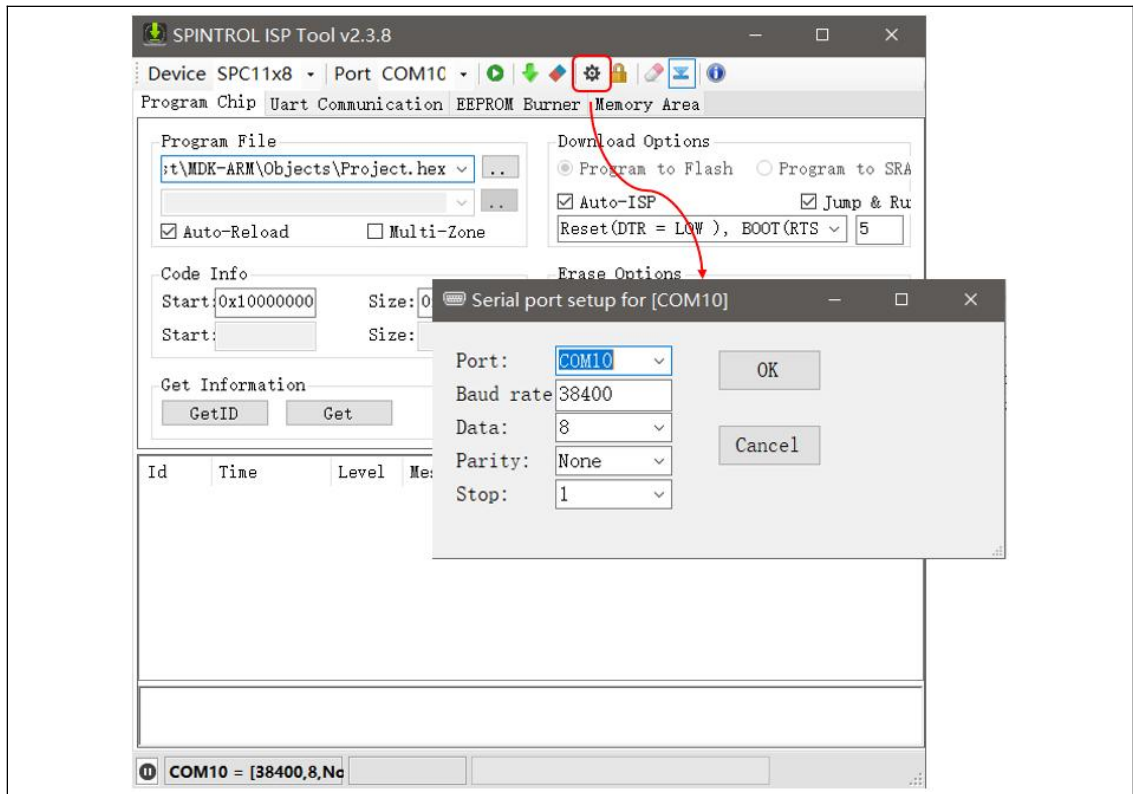 SPINTROL ISP Tool v2.3.8
Device SPC11x8 Port COM10
Program Chip Uart Communication EEPROM Burner Memory Area
Program File
;t\MDK-ARM\Objects\Project.hex ..
..
Auto-Reload Multi-Zone
Download Options
Program to Flash Program to SRA
Auto-ISP Jump & Ru
Reset(DTR = LOW ), BOOT(RTS 5
Code Info
Start: 0x10000000 Size: 0
Start: Size:
Erase Options
Get Information
GetID Get
Id Time Level Me
Serial port setup for [COM10]
Port: COM10 OK
Baud rate 38400
Data: 8 Cancel
Parity: None
Stop: 1
COM10 = [38400,8,No